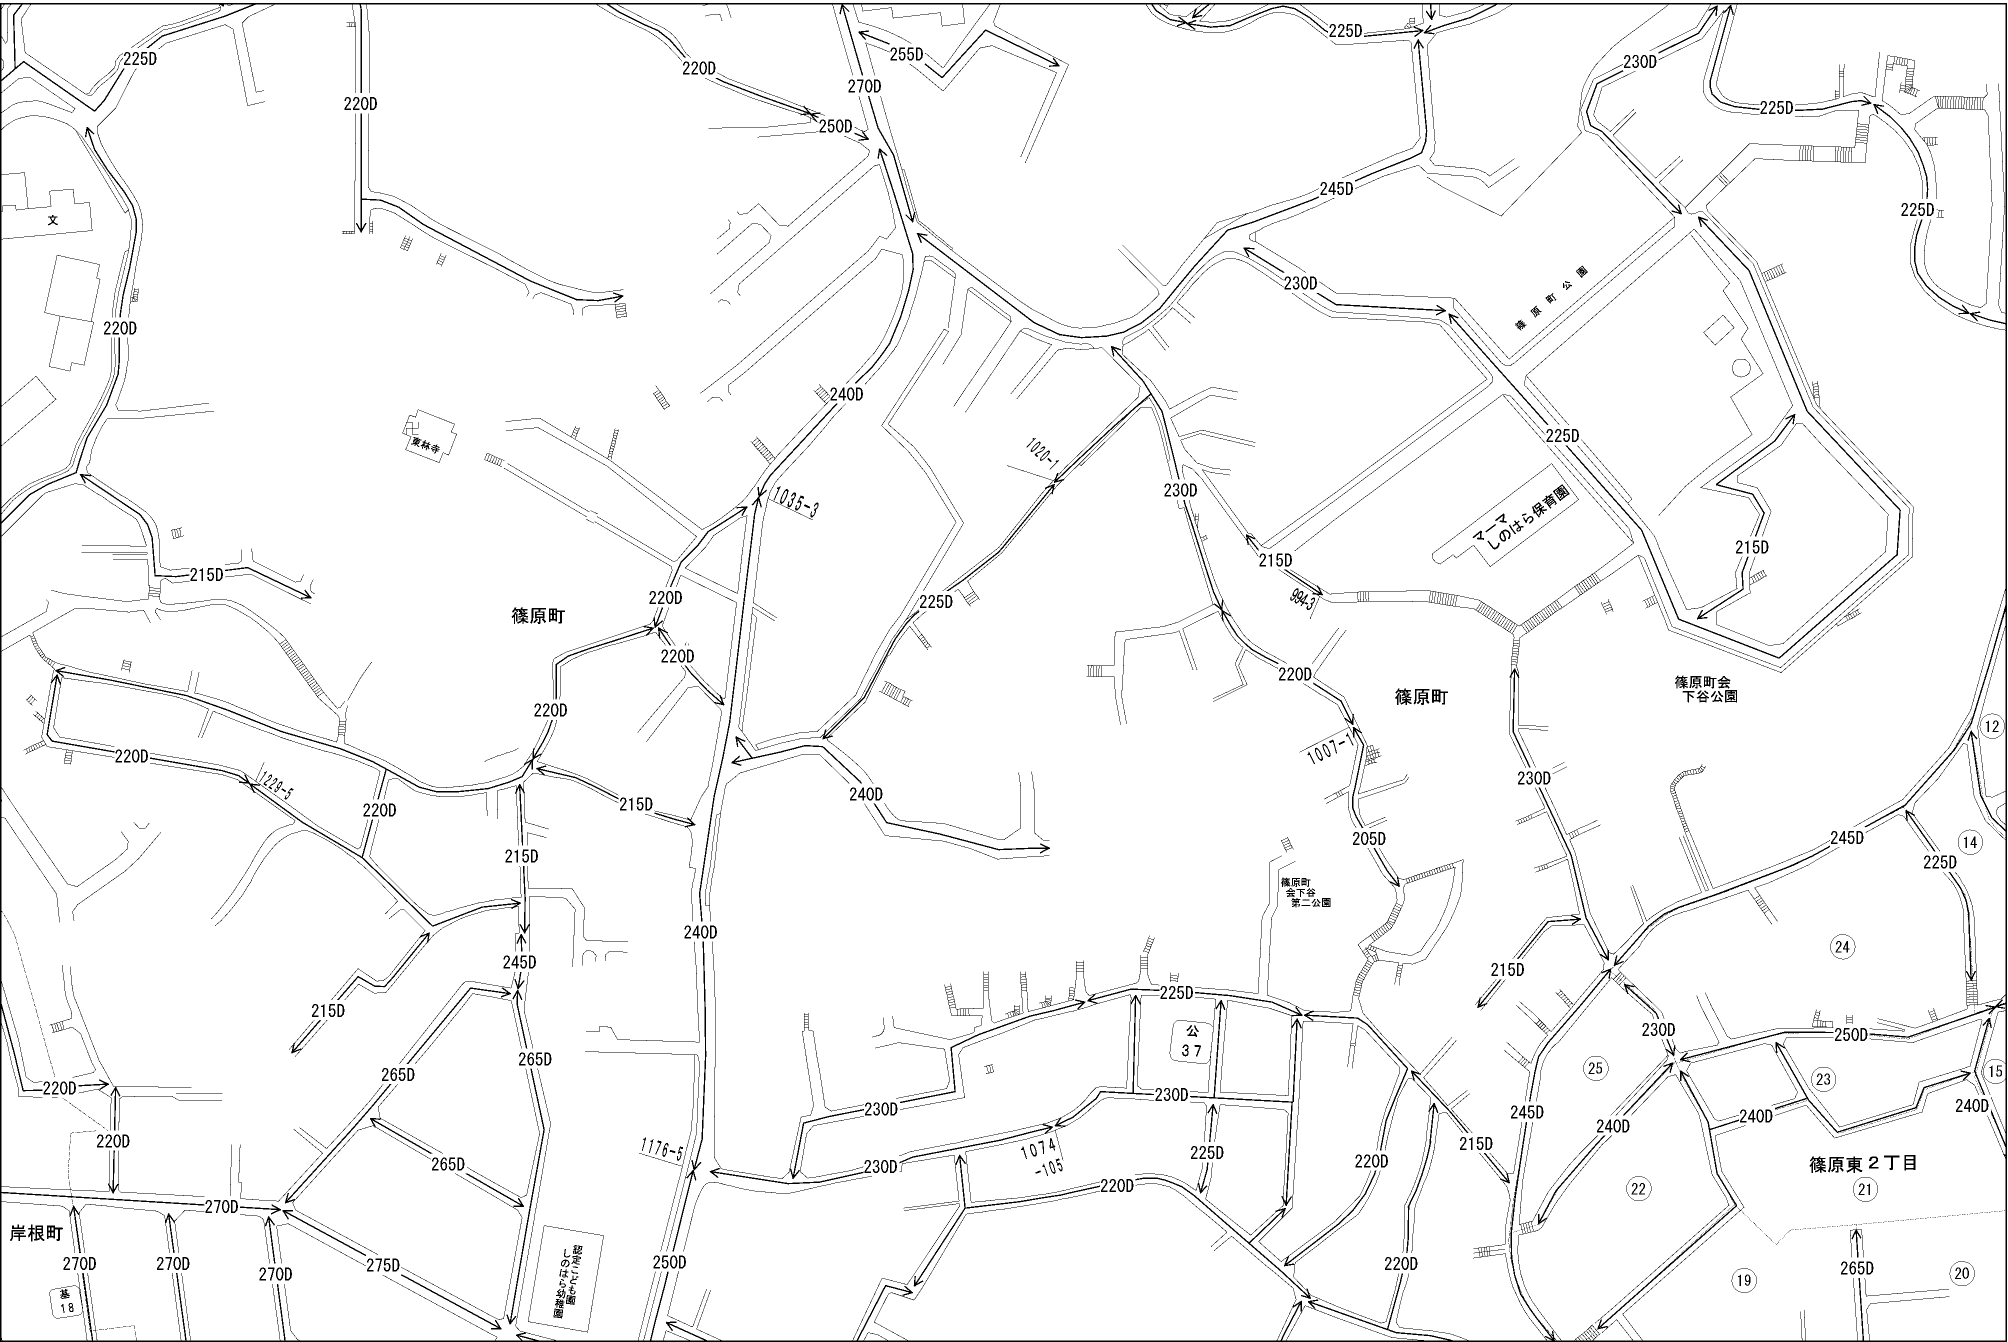 225D
220D
220D
250D
270D
255D
225D
230D
225D
245D
225D
文
220D
230D
篠原町公園
240D
東林寺
1020-1
225D
1035-3
230D
マーマ
しのはら保育園
215D
215D
215D
994-3
220D
225D
篠原町
220D
220D
220D
篠原町
篠原町会
下谷公園
12
220D
1229-5
220D
215D
240D
1007-1
230D
205D
245D
14
225D
215D
篠原町
会下谷
第二公園
240D
245D
24
215D
225D
215D
公
37
230D
250D
265D
265D
25
23
15
220D
230D
230D
245D
240D
240D
240D
220D
1176-5
1074
-105
225D
215D
265D
230D
220D
篠原東2丁目
220D
22
21
270D
岸根町
270D
270D
270D
275D
認定こども園
しのはら幼稚園
250D
220D
19
265D
20
基
18